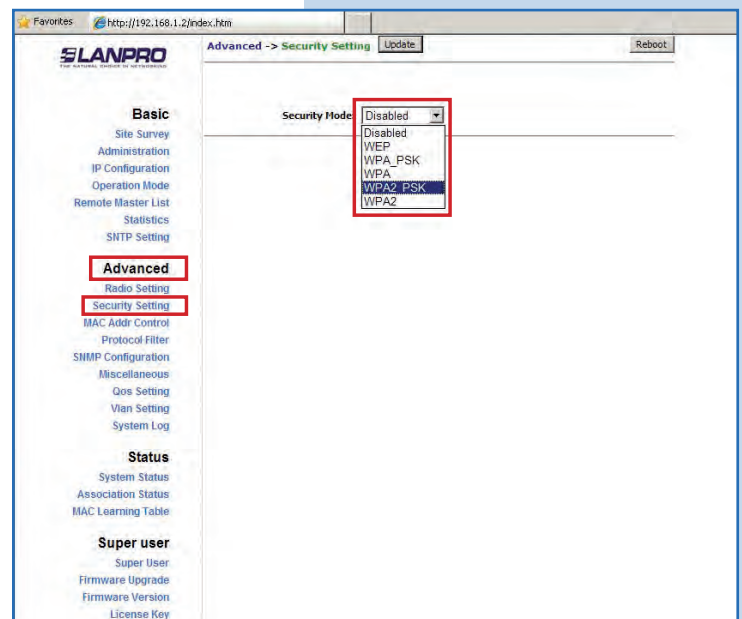 Favorites http://192.168.1.2/index.htm
LANPRO
THE NATURAL CHOICE IN NETWORKING
Advanced -> Security Setting Update Reboot
Basic
Site Survey
Administration
IP Configuration
Operation Mode
Remote Master List
Statistics
SNTP Setting
Advanced
Radio Setting
Security Setting
MAC Addr Control
Protocol Filter
SNMP Configuration
Miscellaneous
Qos Setting
Vlan Setting
System Log
Status
System Status
Association Status
MAC Learning Table
Super user
Super User
Firmware Upgrade
Firmware Version
License Key
Security Mode: Disabled
Disabled
WEP
WPA_PSK
WPA
WPA2_PSK
WPA2